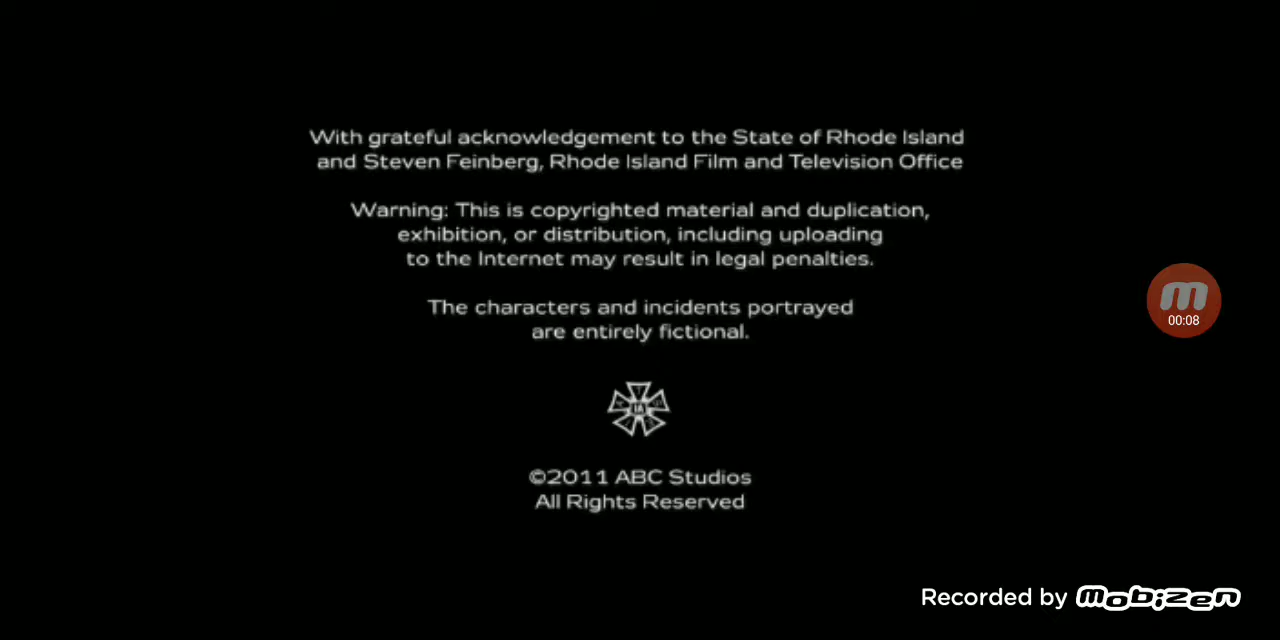 With grateful acknowledgement to the State of Rhode Island
and Steven Feinberg, Rhode Island Film and Television Office
Warning: This is copyrighted material and duplication,
exhibition, or distribution, including uploading
to the Internet may result in legal penalties.
The characters and incidents portrayed
are entirely fictional.
IA
©2011 ABC Studios
All Rights Reserved
m
00:08
Recorded by mobizen